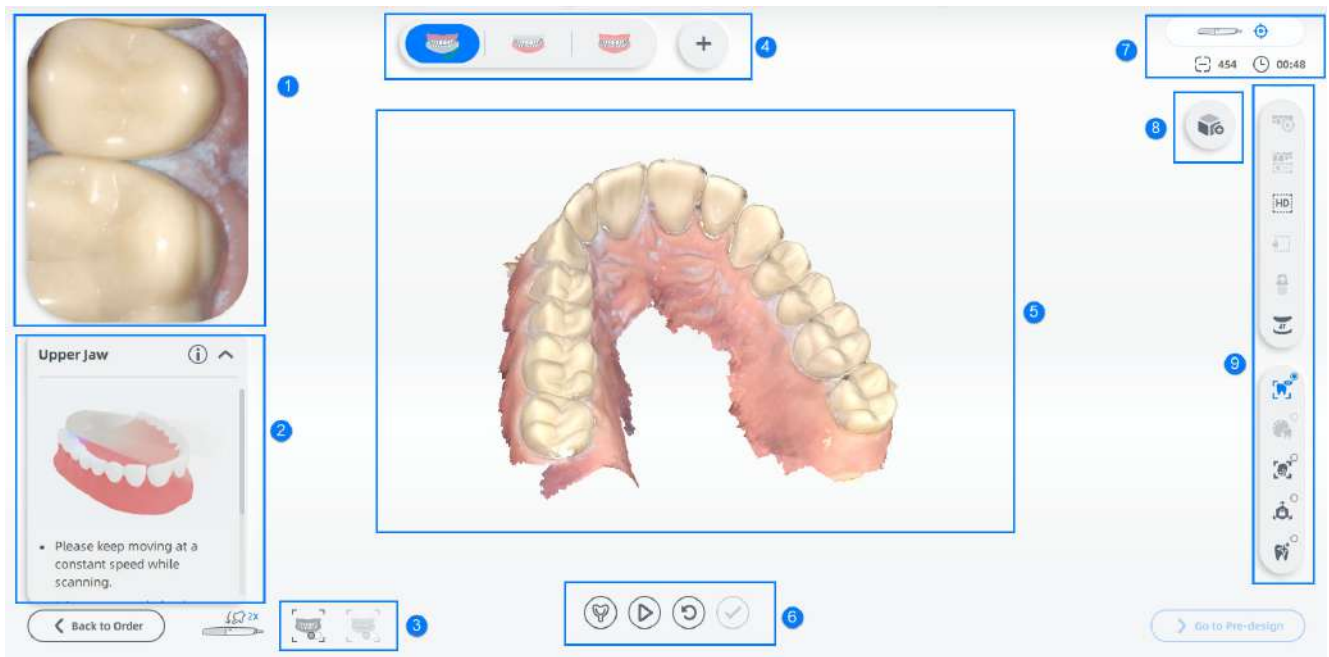 1
4
+
7
454
00:48
8
HD
5
9
Upper Jaw
2
• Please keep moving at a
constant speed while
scanning.
Back to Order
2X
3
6
Go to Pre-design